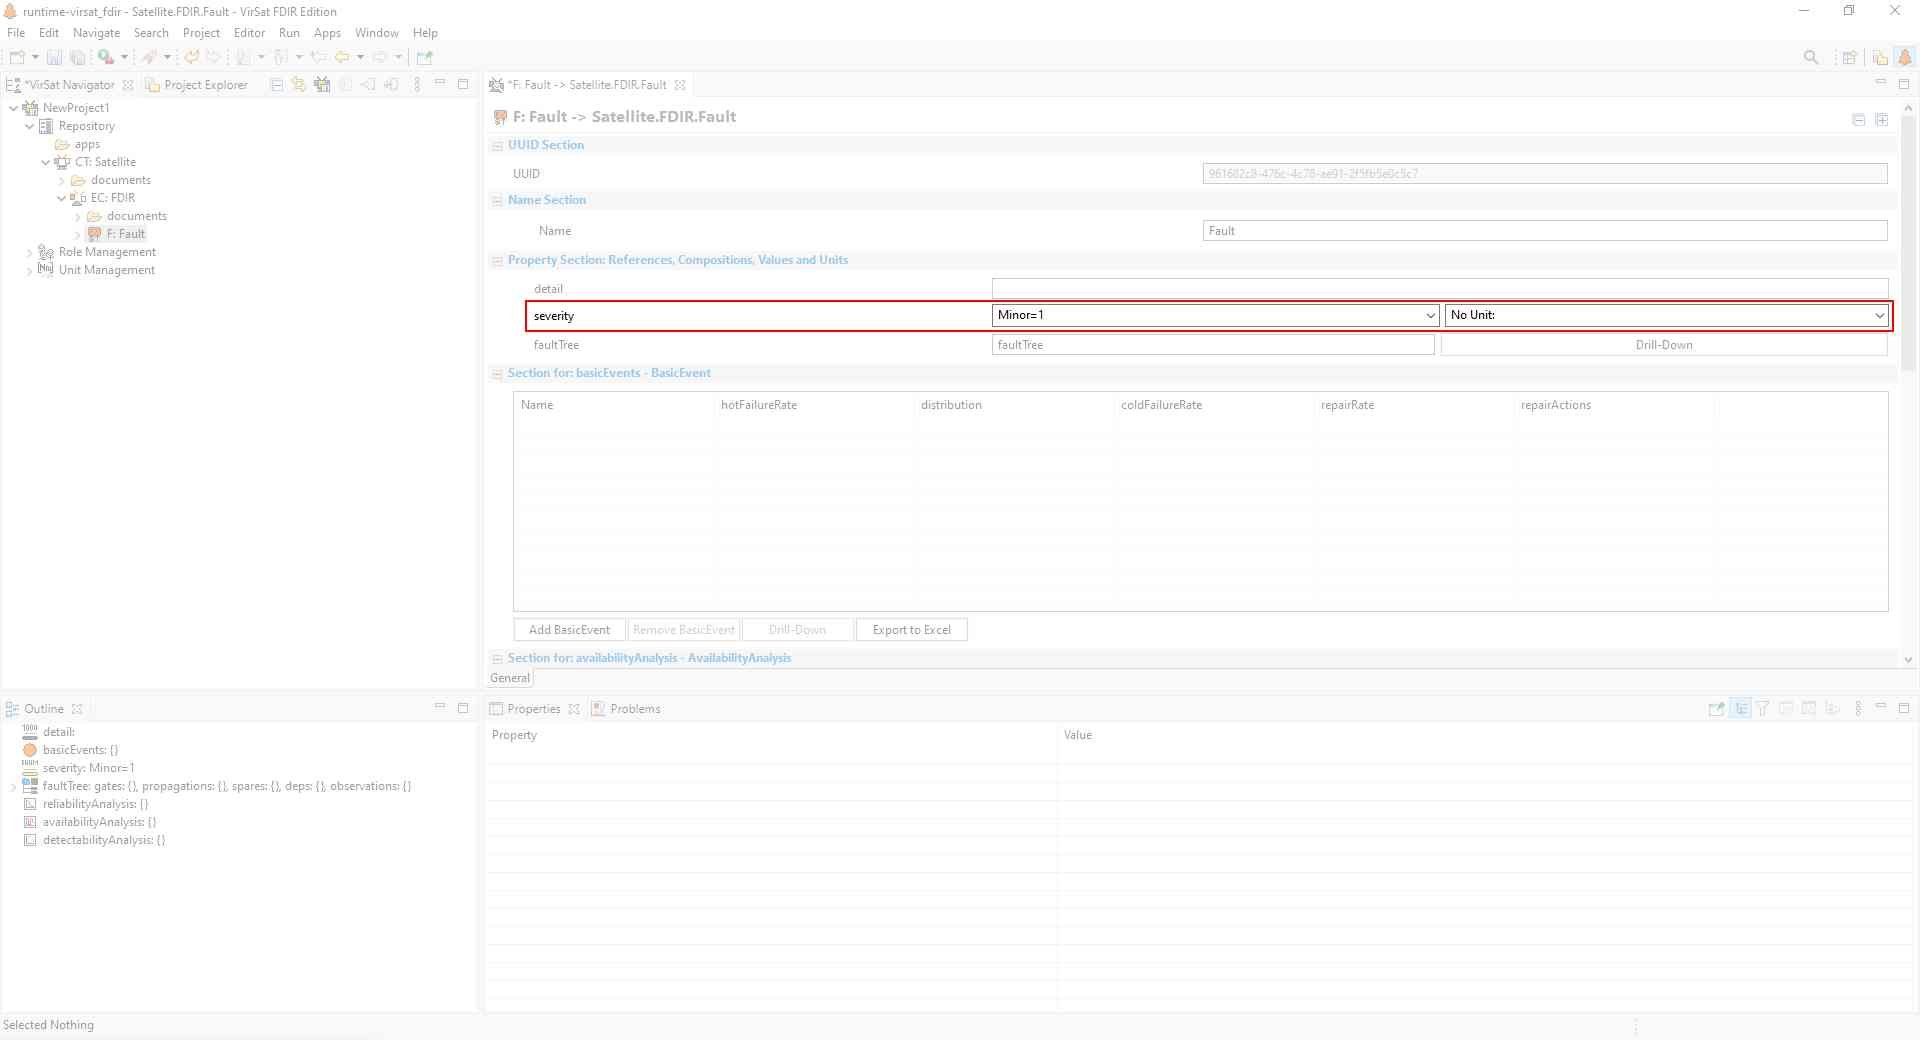 runtime-virsat_fdir - Satellite.FDIR.Fault - VirSat FDIR Edition
File Edit Navigate Search Project Editor Run Apps Window Help
*VirSat Navigator Project Explorer
NewProject1
Repository
apps
CT: Satellite
documents
EC: FDIR
documents
F: Fault
Role Management
Unit Management
*F: Fault -> Satellite.FDIR.Fault
F: Fault -> Satellite.FDIR.Fault
UUID Section
UUID 961682c8-476c-4c78-ae91-2f5fb5e0c5c7
Name Section
Name Fault
Property Section: References, Compositions, Values and Units
detail
severity Minor=1 No Unit:
faultTree faultTree Drill-Down
Section for: basicEvents - BasicEvent
Name hotFailureRate distribution coldFailureRate repairRate repairActions
Add BasicEvent Remove BasicEvent Drill-Down Export to Excel
Section for: availabilityAnalysis - AvailabilityAnalysis
General
Outline
detail:
basicEvents: {}
severity: Minor=1
faultTree: gates: {}, propagations: {}, spares: {}, deps: {}, observations: {}
reliabilityAnalysis: {}
availabilityAnalysis: {}
detectabilityAnalysis: {}
Properties Problems
Property Value
Selected Nothing